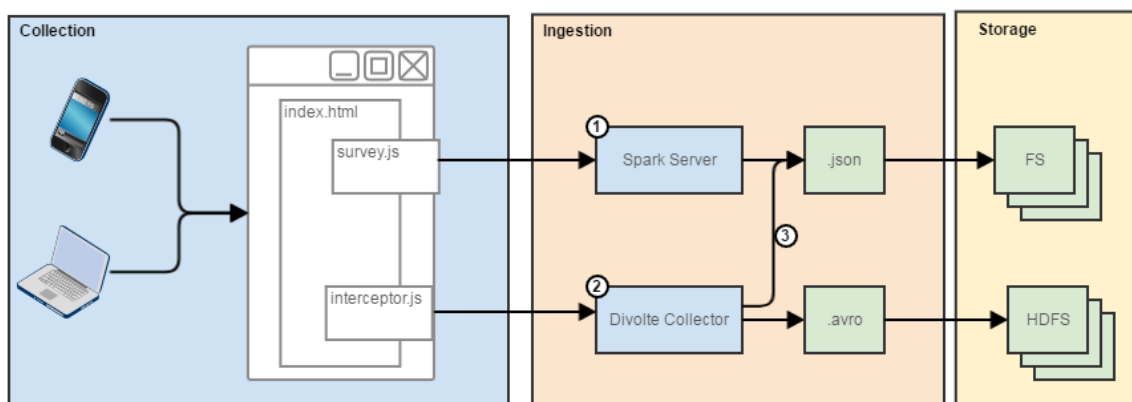 Collection
Ingestion
Storage
index.html
survey.js
1
Spark Server
.json
FS
3
interceptor.js
2
Divolte Collector
.avro
HDFS